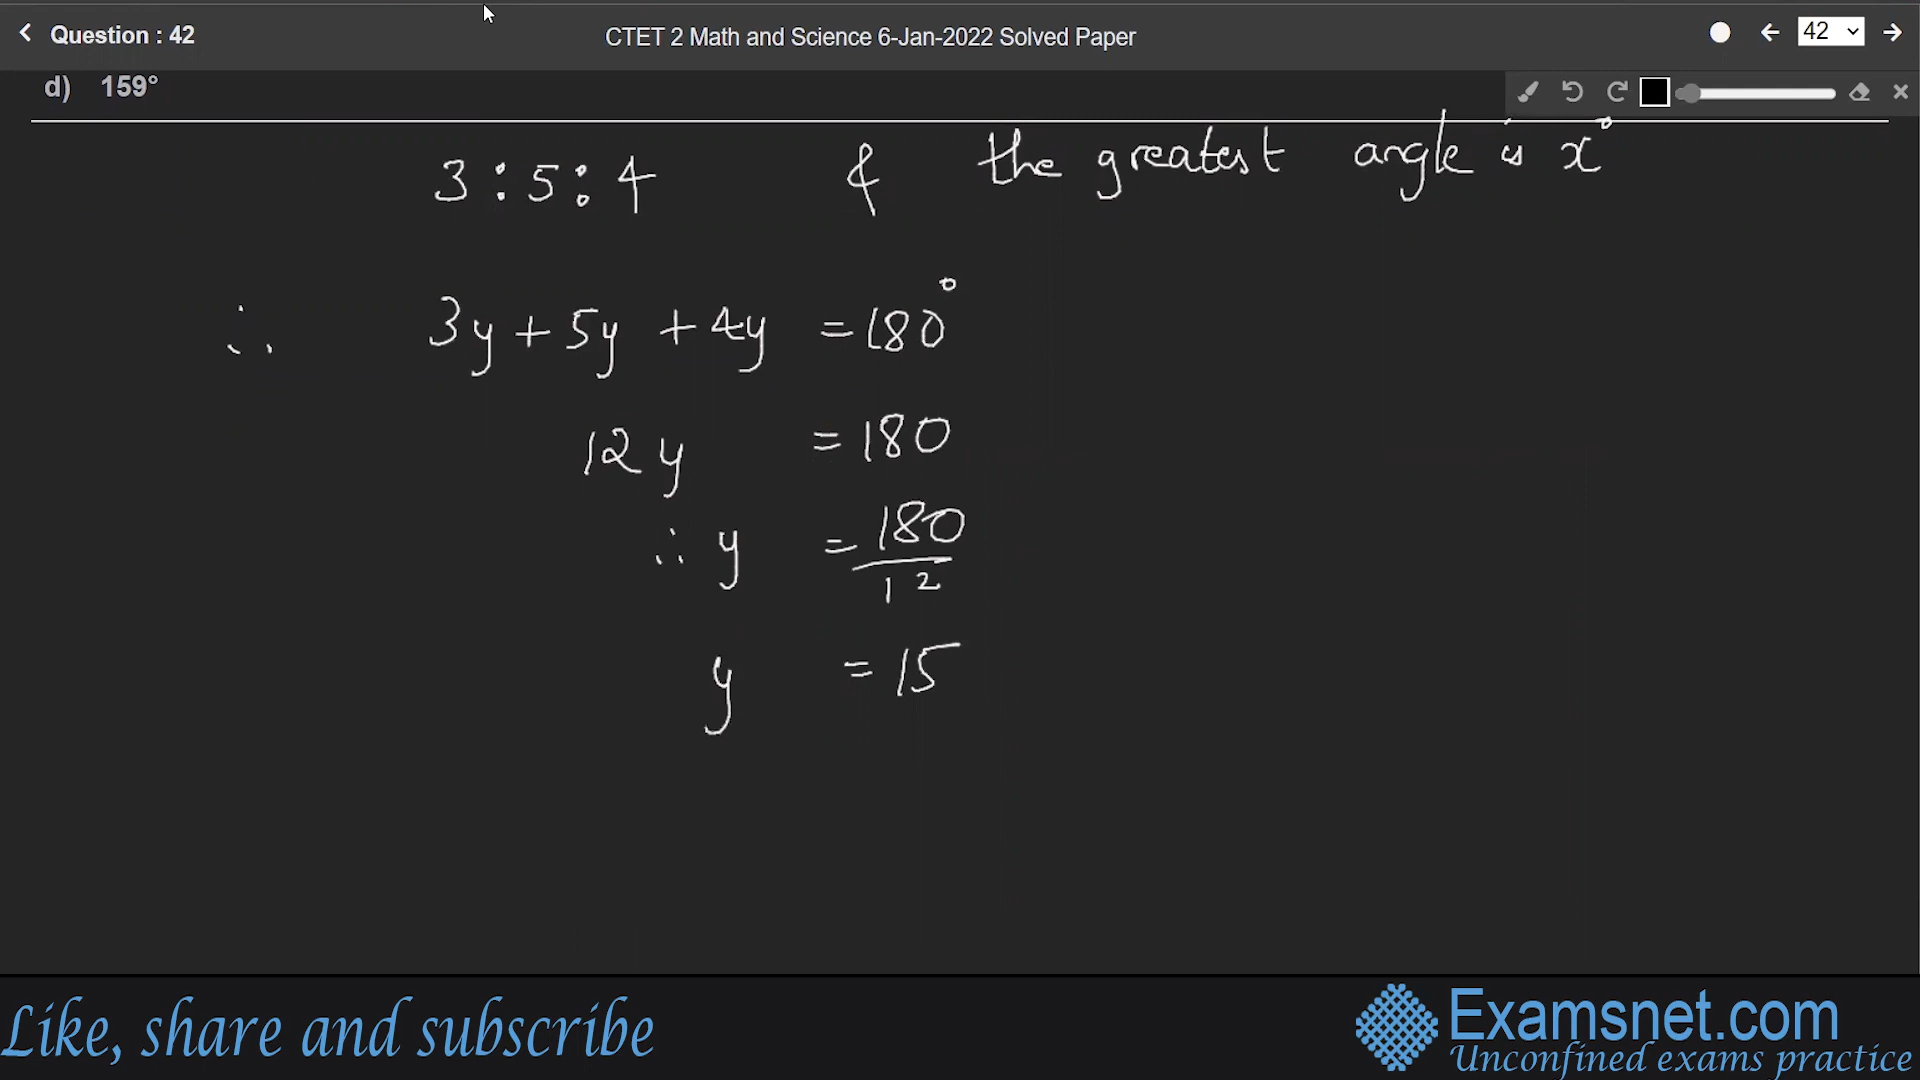 Question : 42
CTET 2 Math and Science 6-Jan-2022 Solved Paper
42
d) 159°
3 : 5 : 4 & the greatest angle is x°
∴ 3y + 5y + 4y = 180°
12y = 180
∴ y = 180/12
y = 15
Like, share and subscribe
Examsnet.com
Unconfined exams practice